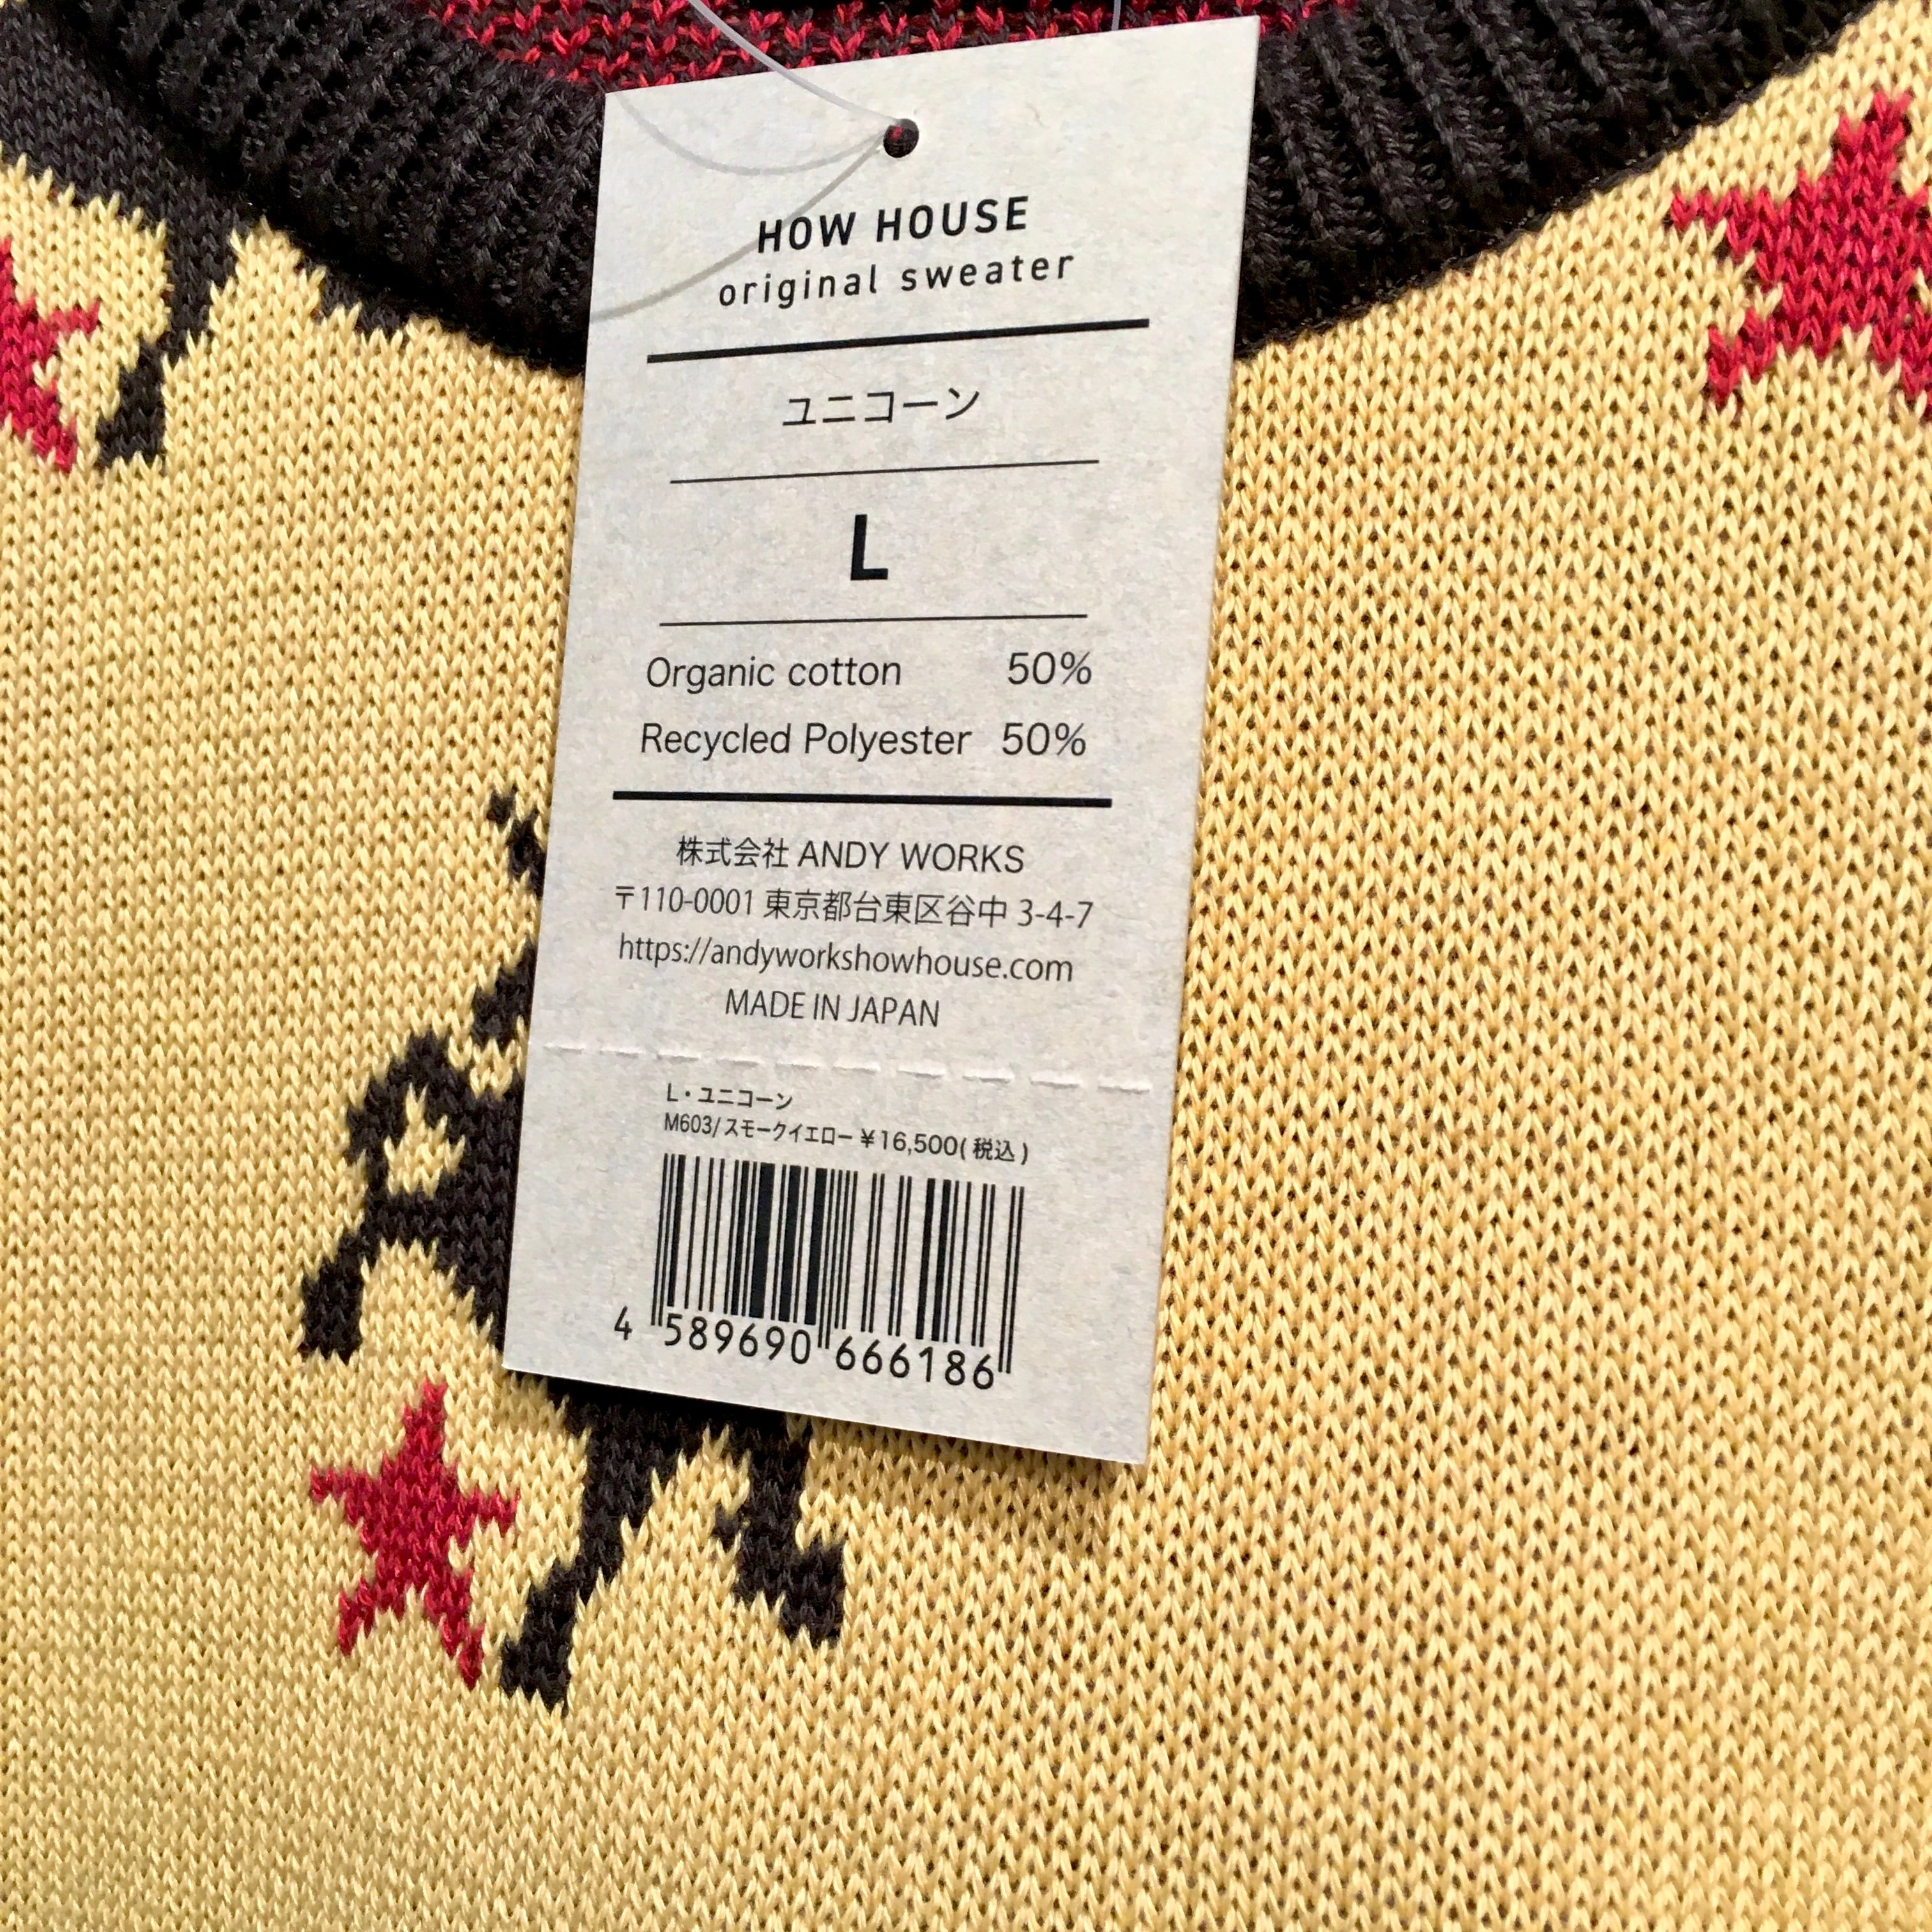 HOW HOUSE
original sweater
ユニコーン
L
Organic cotton 50%
Recycled Polyester 50%
株式会社 ANDY WORKS
〒110-0001 東京都台東区谷中 3-4-7
https://andyworkshowhouse.com
MADE IN JAPAN
L・ユニコーン
M603/スモークイエロー ¥16,500(税込)
4 589690 666186